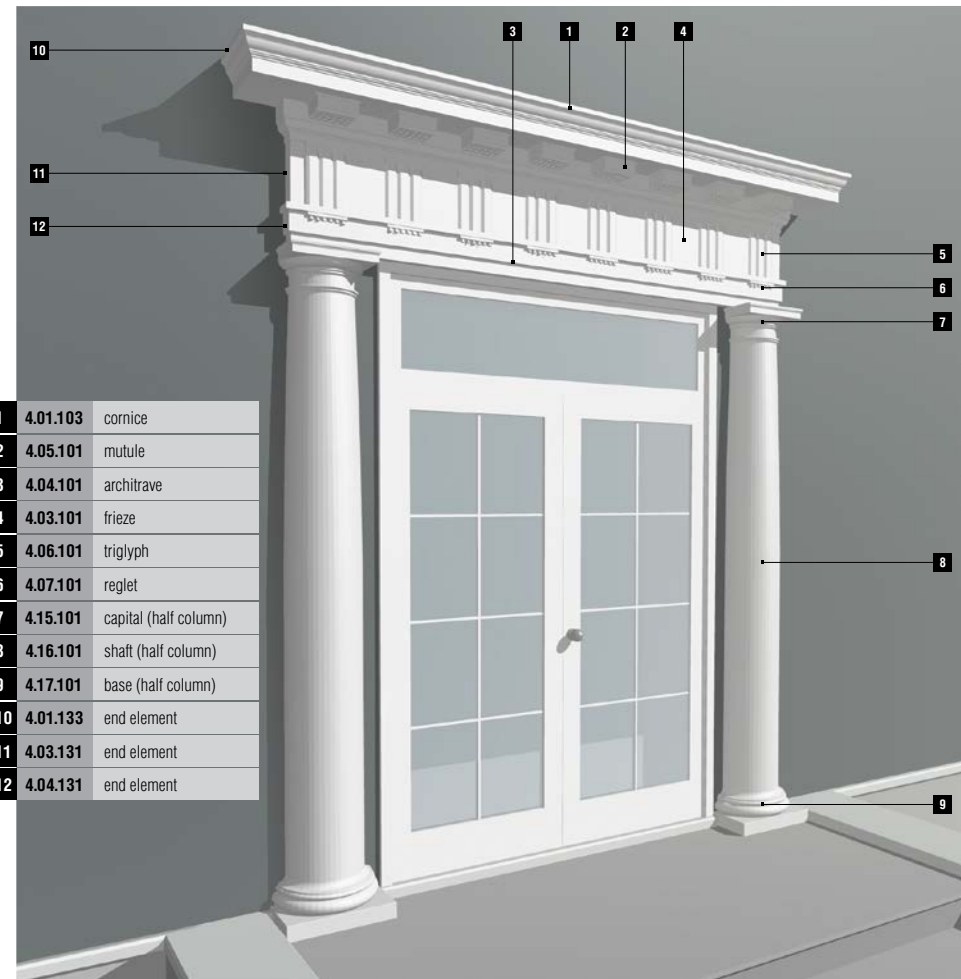 1
2
3
4
10
11
12
5
6
7
8
9
1 4.01.103 cornice
2 4.05.101 mutule
3 4.04.101 architrave
4 4.03.101 frieze
5 4.06.101 triglyph
6 4.07.101 reglet
7 4.15.101 capital (half column)
8 4.16.101 shaft (half column)
9 4.17.101 base (half column)
10 4.01.133 end element
11 4.03.131 end element
12 4.04.131 end element